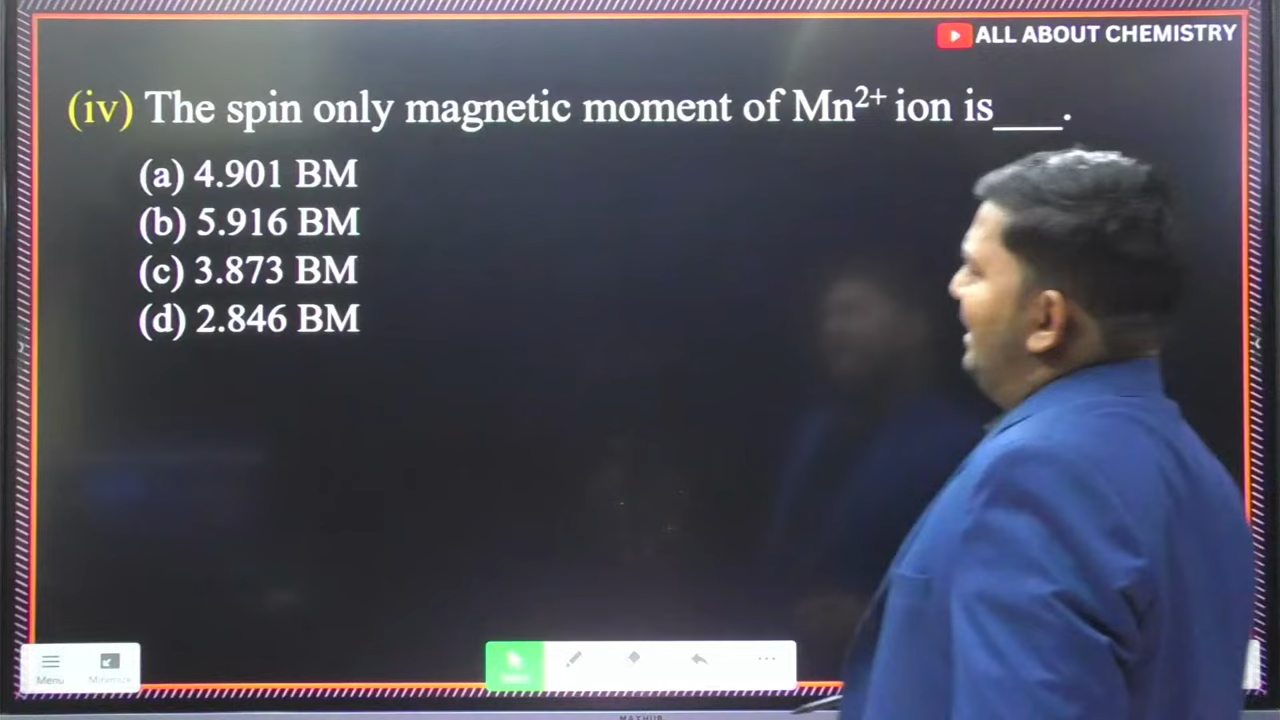 ALL ABOUT CHEMISTRY
(iv) The spin only magnetic moment of Mn²⁺ ion is___.
(a) 4.901 BM
(b) 5.916 BM
(c) 3.873 BM
(d) 2.846 BM
Menu
Minimize